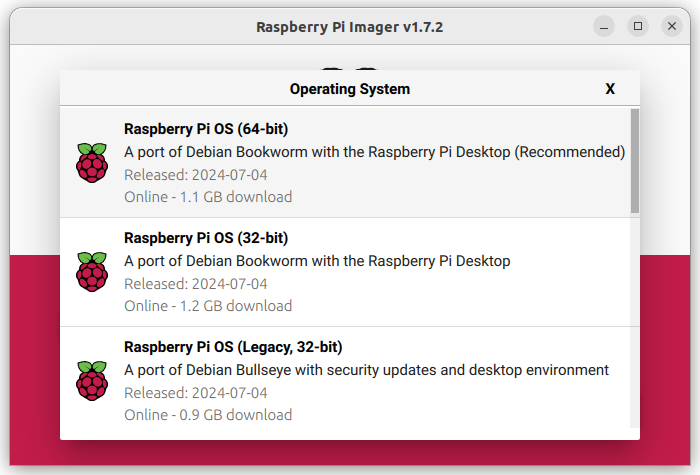 Raspberry Pi Imager v1.7.2
Operating System
X
Raspberry Pi OS (64-bit)
A port of Debian Bookworm with the Raspberry Pi Desktop (Recommended)
Released: 2024-07-04
Online - 1.1 GB download
Raspberry Pi OS (32-bit)
A port of Debian Bookworm with the Raspberry Pi Desktop
Released: 2024-07-04
Online - 1.2 GB download
Raspberry Pi OS (Legacy, 32-bit)
A port of Debian Bullseye with security updates and desktop environment
Released: 2024-07-04
Online - 0.9 GB download